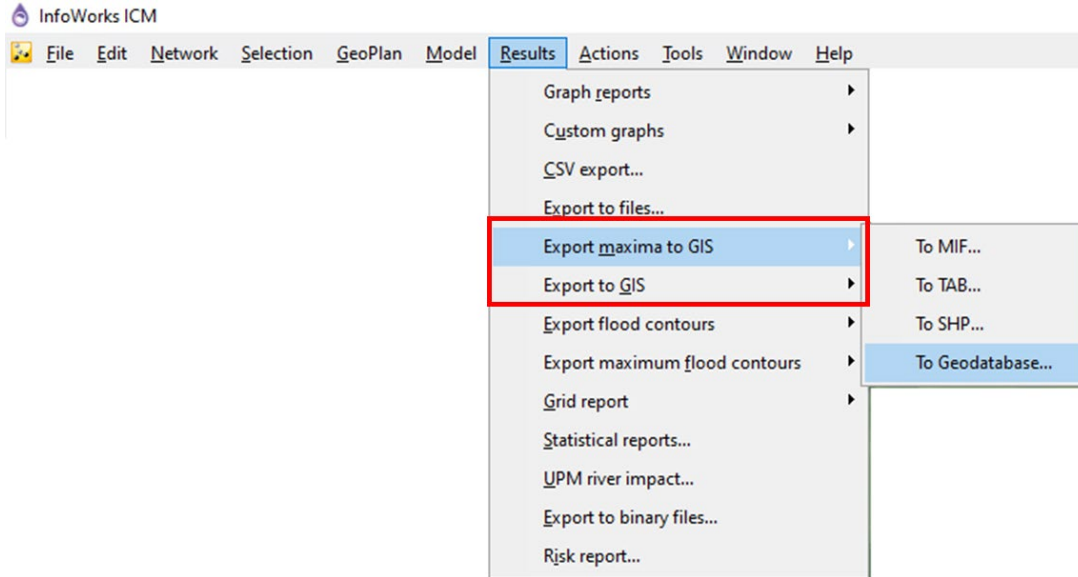 InfoWorks ICM
File Edit Network Selection GeoPlan Model Results Actions Tools Window Help
Graph reports
Custom graphs
CSV export...
Export to files...
Export maxima to GIS
Export to GIS
Export flood contours
Export maximum flood contours
Grid report
Statistical reports...
UPM river impact...
Export to binary files...
Risk report...
To MIF...
To TAB...
To SHP...
To Geodatabase...